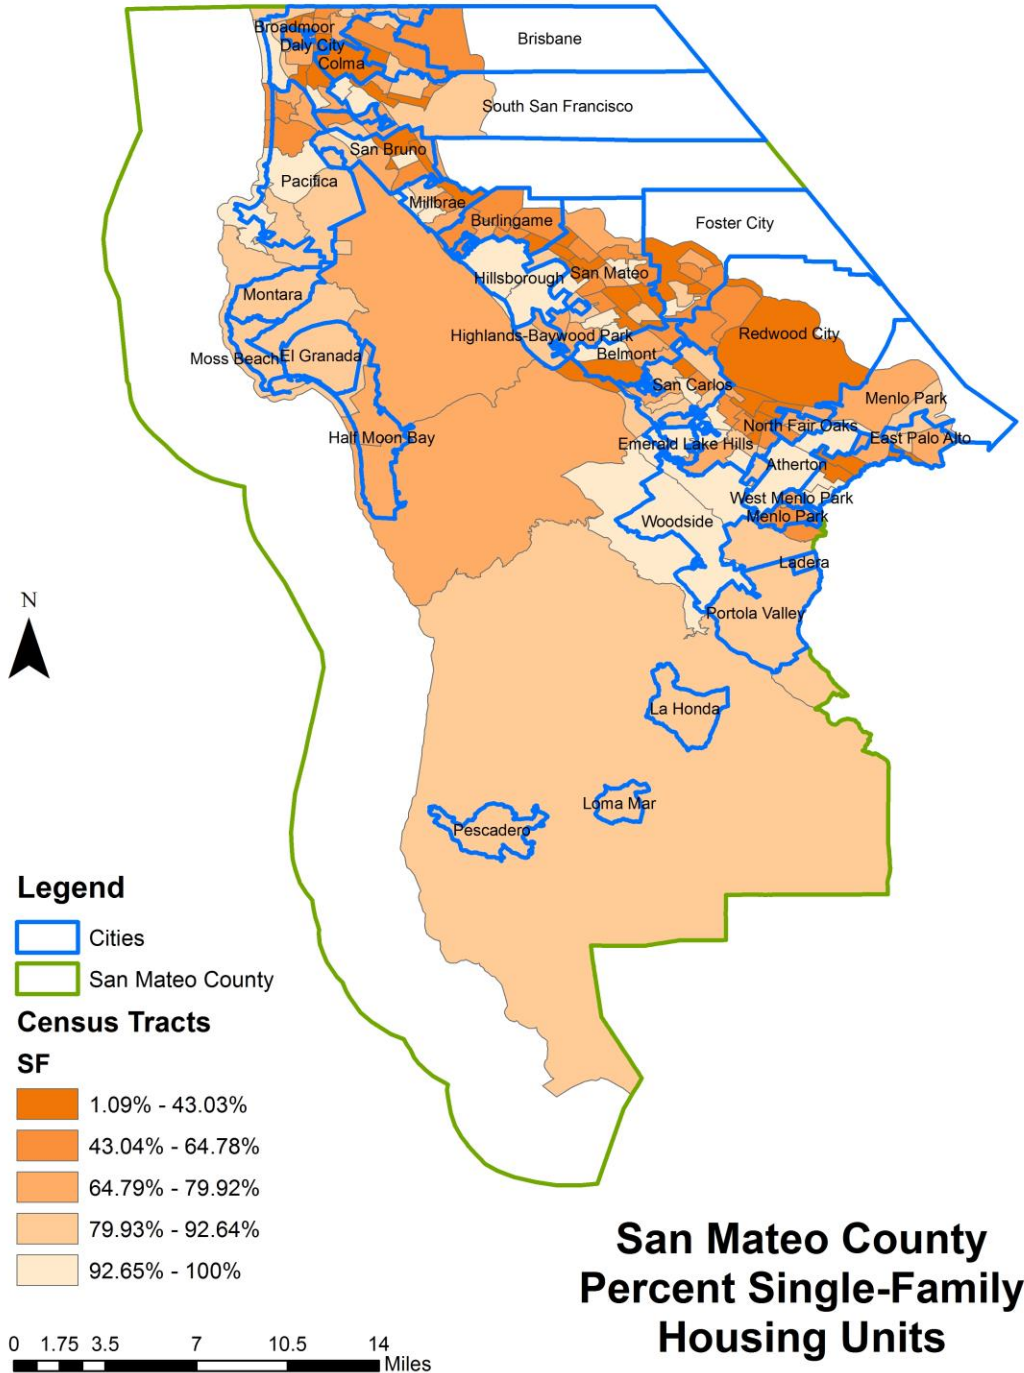 Broadmoor
Brisbane
Daly City
Colma
South San Francisco
San Bruno
Pacifica
Millbrae
Burlingame
Foster City
San Mateo
Hillsborough
Montara
Highlands-Baywood Park
Redwood City
Moss Beach
El Granada
Belmont
San Carlos
Menlo Park
Half Moon Bay
North Fair Oaks
Emerald Lake Hills
East Palo Alto
Atherton
West Menlo Park
Woodside
Menlo Park
Ladera
N
Portola Valley
La Honda
Loma Mar
Pescadero
Legend
Cities
San Mateo County
Census Tracts
SF
1.09% - 43.03%
43.04% - 64.78%
64.79% - 79.92%
79.93% - 92.64%
92.65% - 100%
San Mateo County
Percent Single-Family
Housing Units
0 1.75 3.5 7 10.5 14
Miles